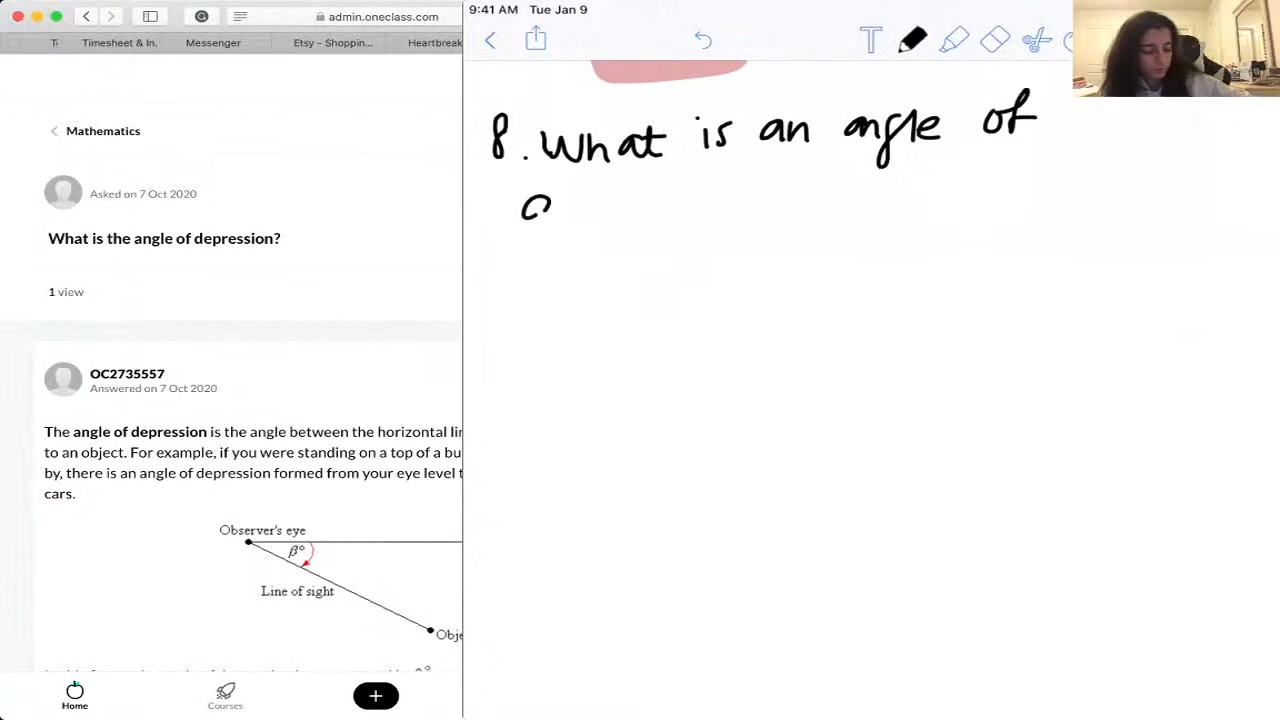 admin.oneclass.com
Timesheet & In.
Messenger
Etsy - Shoppin...
Heartbreak
Mathematics
Asked on 7 Oct 2020
What is the angle of depression?
1 view
OC2735557
Answered on 7 Oct 2020
The angle of depression is the angle between the horizontal lin
to an object. For example, if you were standing on a top of a bu
by, there is an angle of depression formed from your eye level t
cars.
Observer's eye
β°
Line of sight
Obje
Home
Courses
9:41 AM Tue Jan 9
T
8. What is an angle of